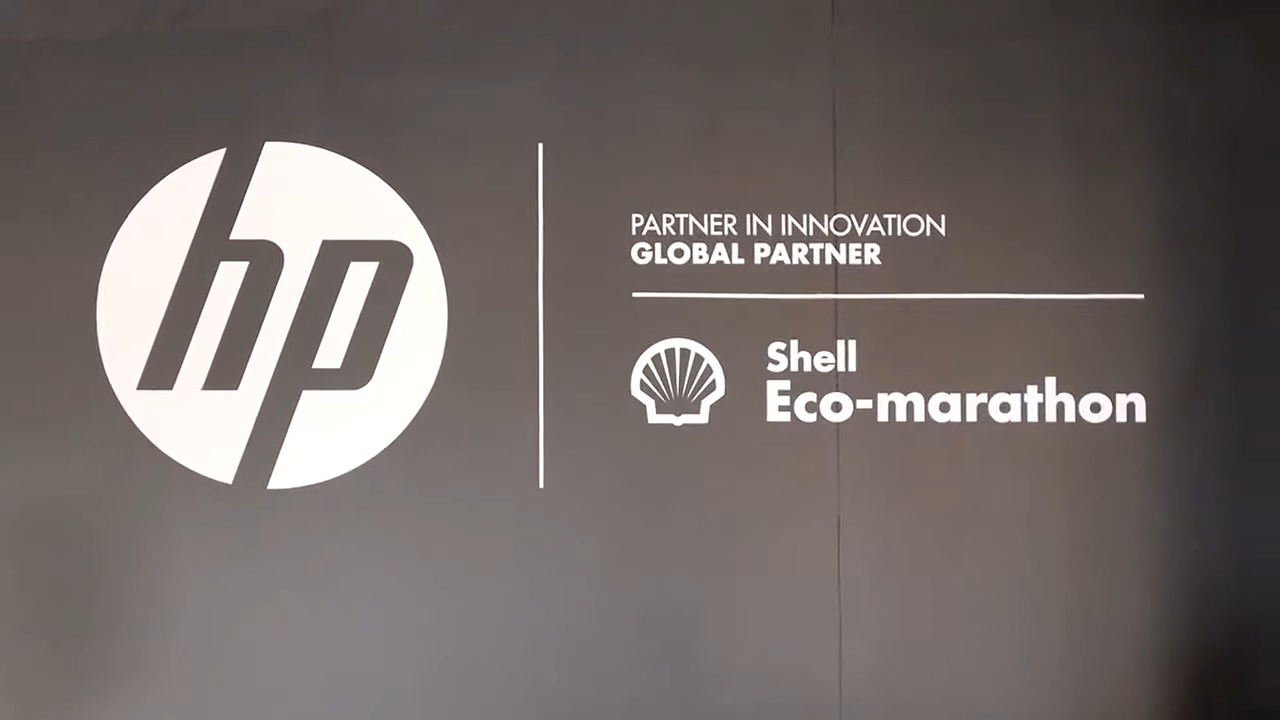 hp
PARTNER IN INNOVATION
GLOBAL PARTNER
Shell
Eco-marathon